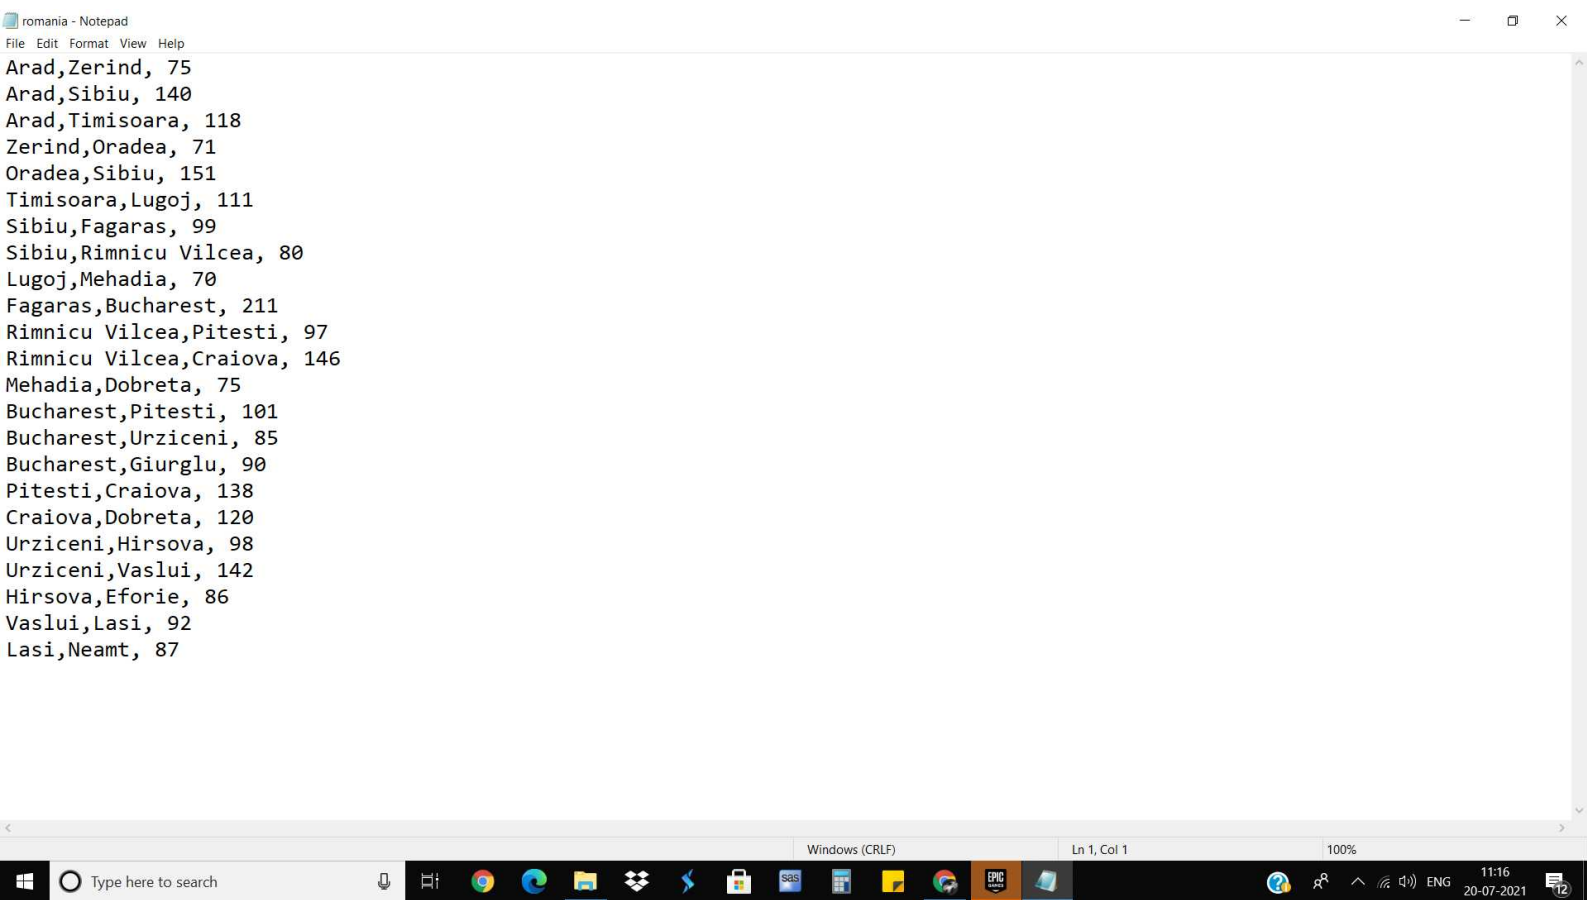 romania - Notepad
File Edit Format View Help
Arad,Zerind, 75
Arad,Sibiu, 140
Arad,Timisoara, 118
Zerind,Oradea, 71
Oradea,Sibiu, 151
Timisoara,Lugoj, 111
Sibiu,Fagaras, 99
Sibiu,Rimnicu Vilcea, 80
Lugoj,Mehadia, 70
Fagaras,Bucharest, 211
Rimnicu Vilcea,Pitesti, 97
Rimnicu Vilcea,Craiova, 146
Mehadia,Dobreta, 75
Bucharest,Pitesti, 101
Bucharest,Urziceni, 85
Bucharest,Giurglu, 90
Pitesti,Craiova, 138
Craiova,Dobreta, 120
Urziceni,Hirsova, 98
Urziceni,Vaslui, 142
Hirsova,Eforie, 86
Vaslui,Lasi, 92
Lasi,Neamt, 87
Windows (CRLF) Ln 1, Col 1 100%
Type here to search sas EPIC GAMES ENG 11:16
20-07-2021 12